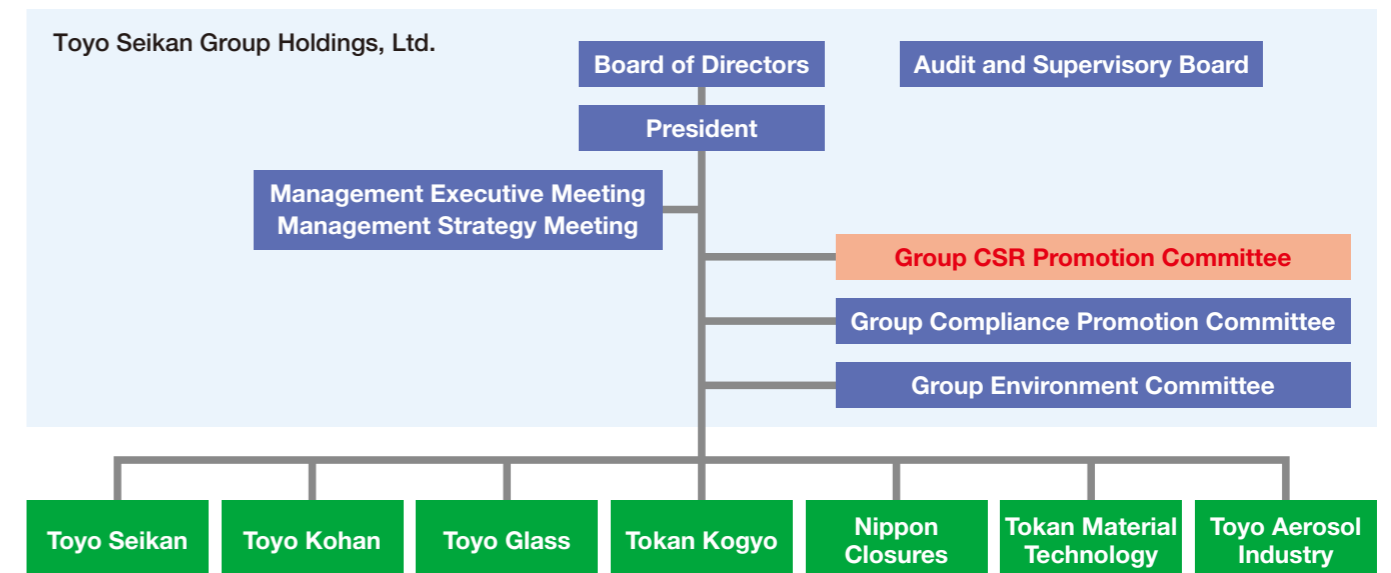 Toyo Seikan Group Holdings, Ltd.
Board of Directors
Audit and Supervisory Board
President
Management Executive Meeting
Management Strategy Meeting
Group CSR Promotion Committee
Group Compliance Promotion Committee
Group Environment Committee
Toyo Seikan
Toyo Kohan
Toyo Glass
Tokan Kogyo
Nippon
Closures
Tokan Material
Technology
Toyo Aerosol
Industry